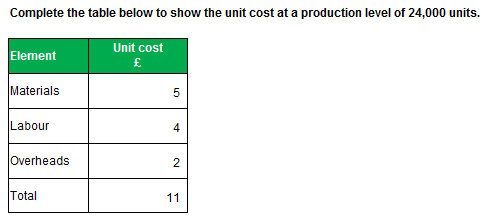 Complete the table below to show the unit cost at a production level of 24,000 units.
Element Unit cost £
Materials 5
Labour 4
Overheads 2
Total 11